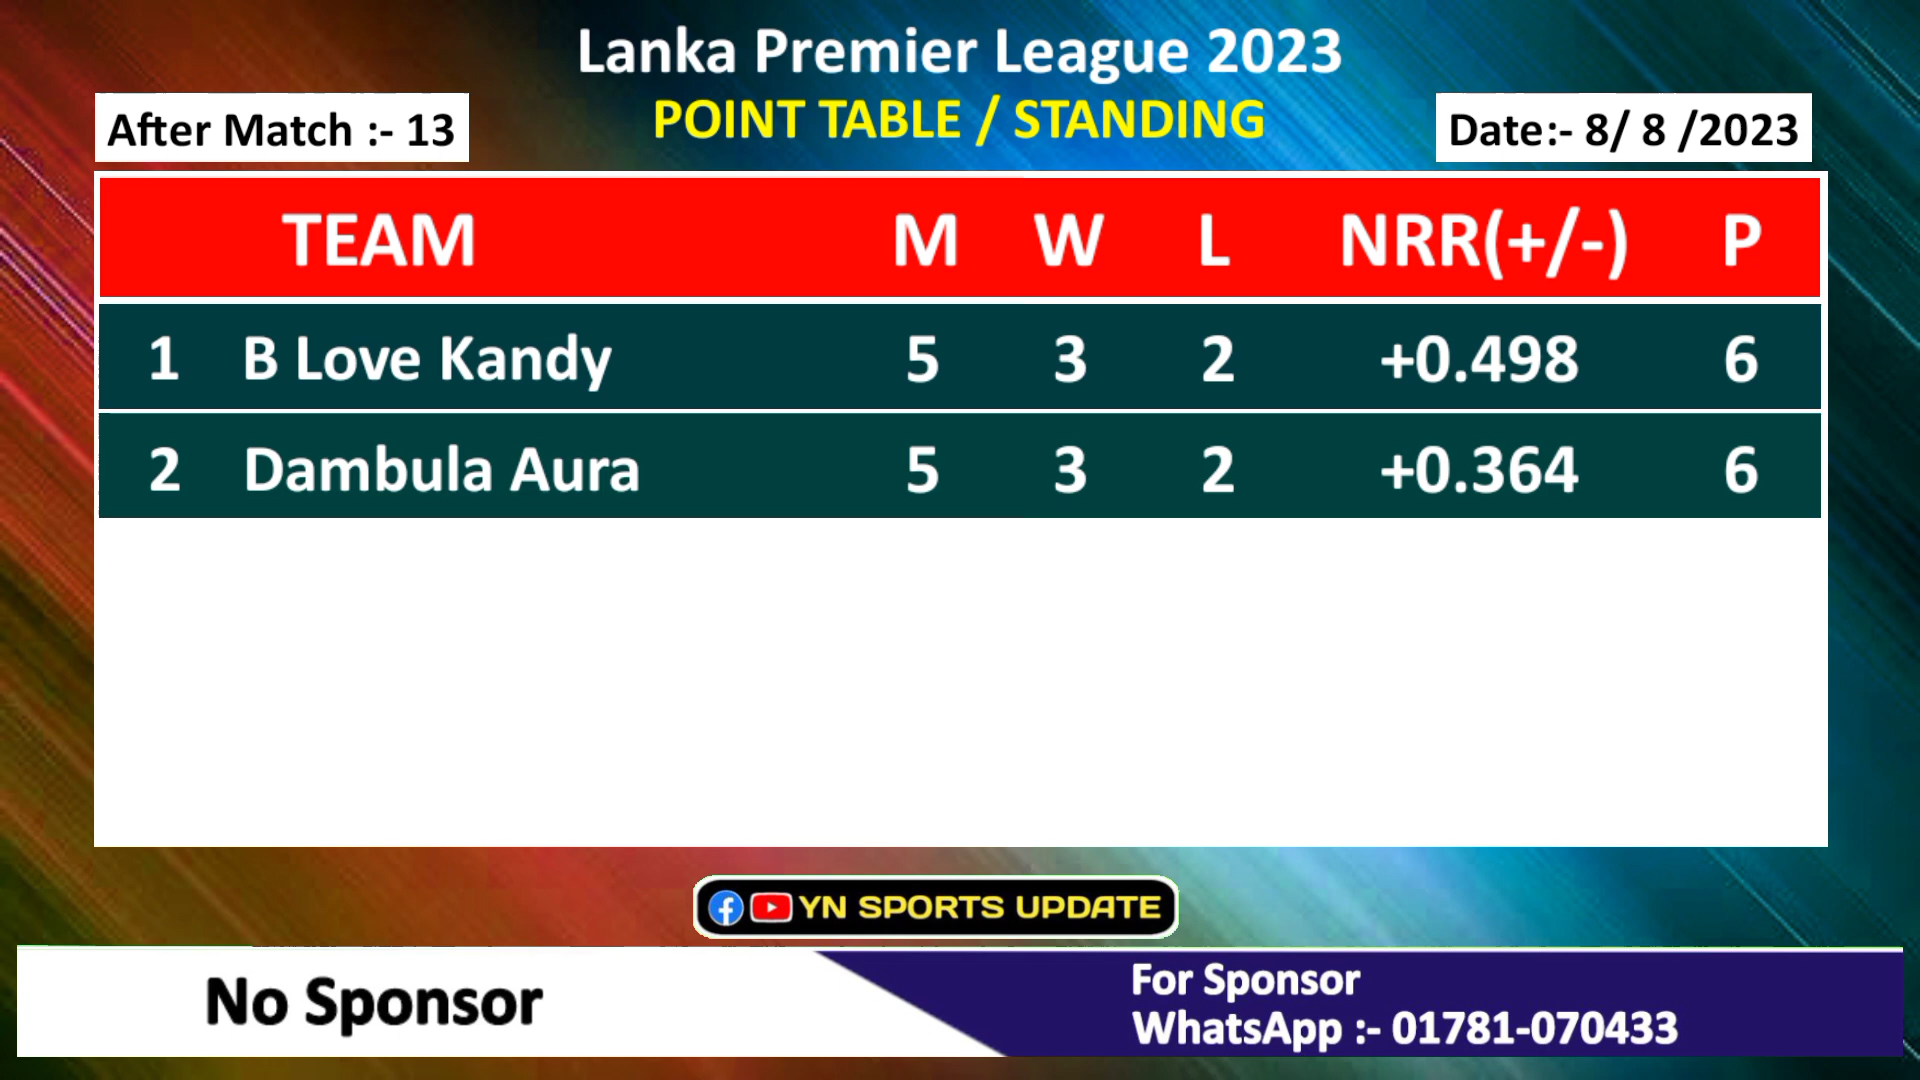 Lanka Premier League 2023
POINT TABLE / STANDING
After Match :- 13
Date:- 8/ 8 /2023
TEAM M W L NRR(+/-) P
1 B Love Kandy 5 3 2 +0.498 6
2 Dambula Aura 5 3 2 +0.364 6
YN SPORTS UPDATE
No Sponsor
For Sponsor
WhatsApp :- 01781-070433